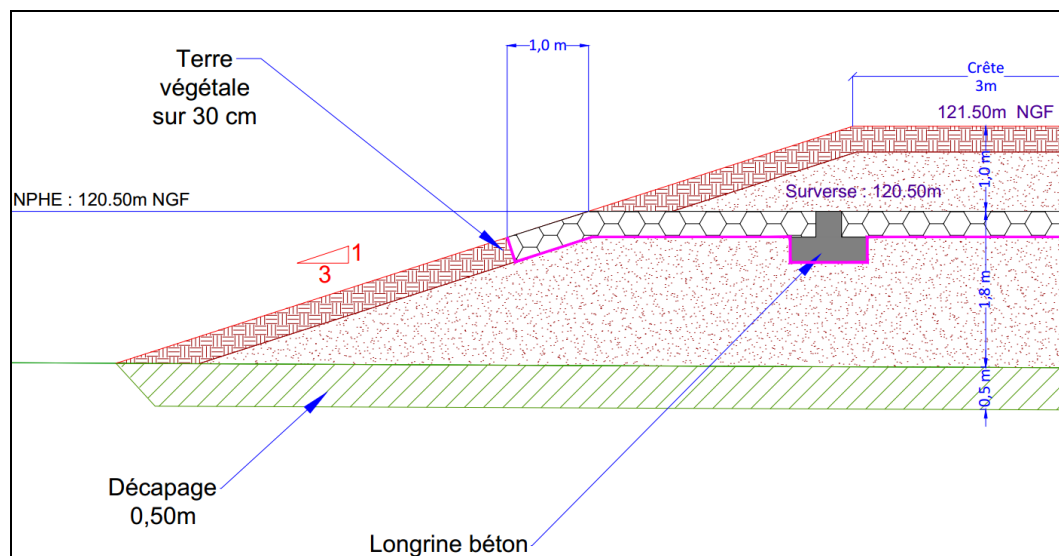 Terre
végétale
sur 30 cm
1,0 m
Crête
3m
121.50m NGF
1,0 m
NPHE : 120.50m NGF
Surverse : 120.50m
1
3
1,8 m
0,5 m
Décapage
0,50m
Longrine béton